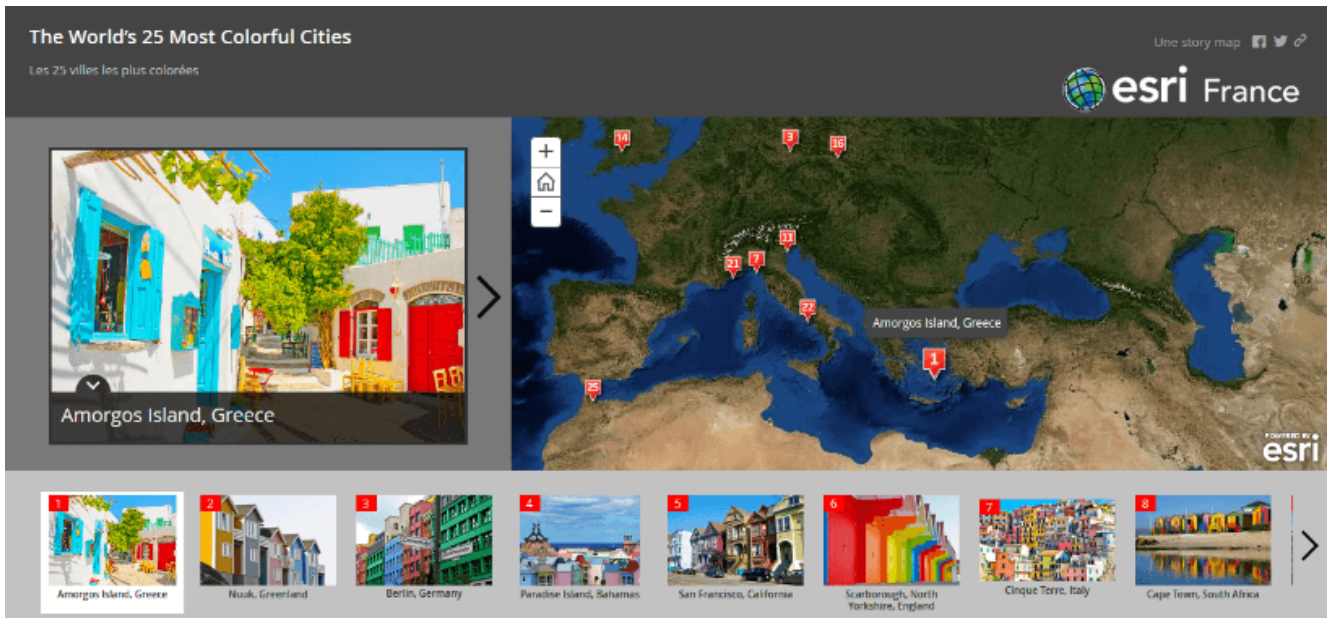 The World's 25 Most Colorful Cities
Les 25 villes les plus colorées
Une story map
esri France
14
3
16
11
21
7
22
Amorgos Island, Greece
1
25
Amorgos Island, Greece
POWERED BY
esri
1
2
3
4
5
6
7
8
Amorgos Island, Greece
Nuuk, Greenland
Berlin, Germany
Paradise Island, Bahamas
San Francisco, California
Scarborough, North
Yorkshire, England
Cinque Terre, Italy
Cape Town, South Africa